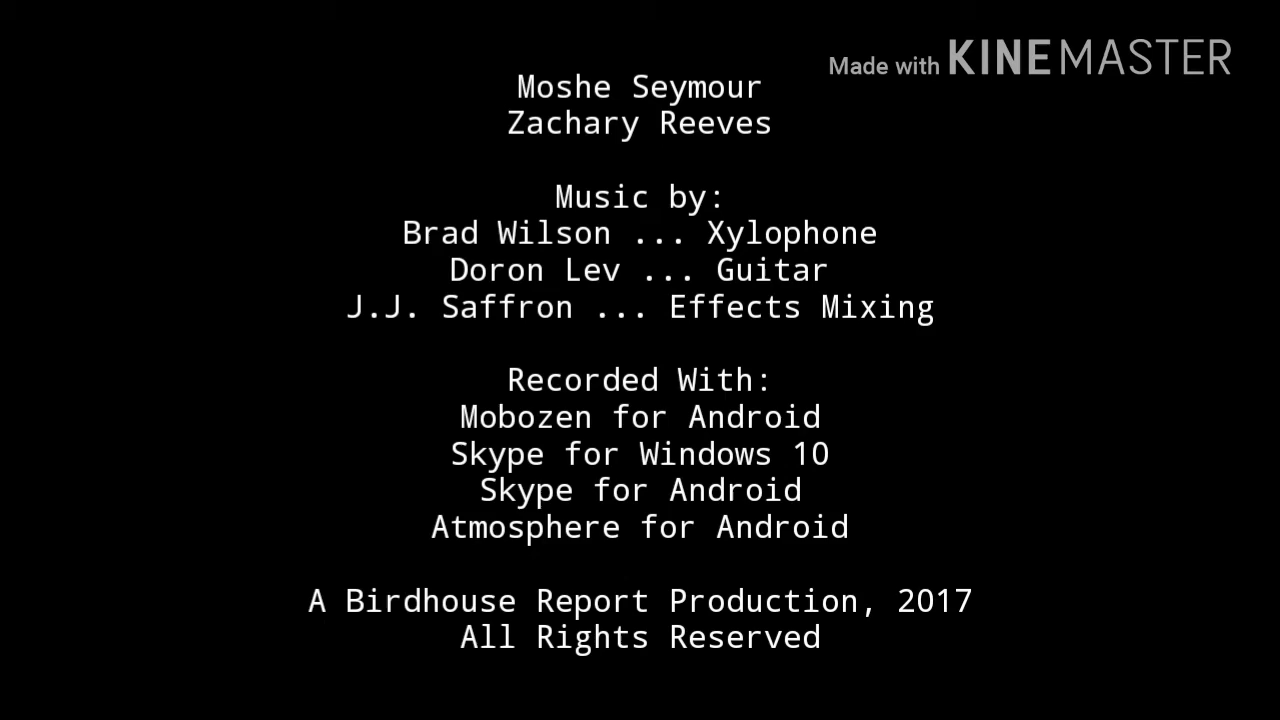 Made with KINEMASTER
Moshe Seymour
Zachary Reeves
Music by:
Brad Wilson ... Xylophone
Doron Lev ... Guitar
J.J. Saffron ... Effects Mixing
Recorded With:
Mobozen for Android
Skype for Windows 10
Skype for Android
Atmosphere for Android
A Birdhouse Report Production, 2017
All Rights Reserved